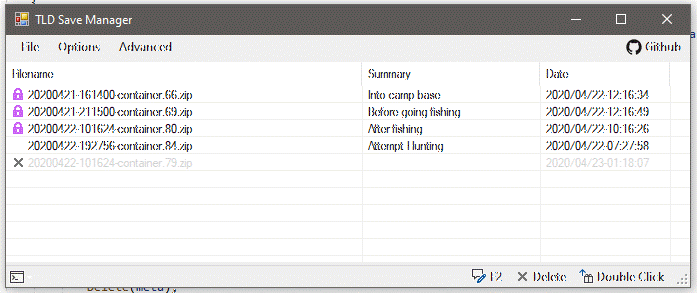 TLD Save Manager
File Options Advanced Github
Filename Summary Date
20200421-161400-container.66.zip Into camp base 2020/04/22-12:16:34
20200421-211500-container.69.zip Before going fishing 2020/04/22-12:16:49
20200422-101624-container.80.zip After fishing 2020/04/22-10:16:26
20200422-192756-container.84.zip Attempt Hunting 2020/04/22-07:27:58
20200422-101624-container.79.zip 2020/04/23-01:18:07
F2 Delete Double Click
Delete(meta);